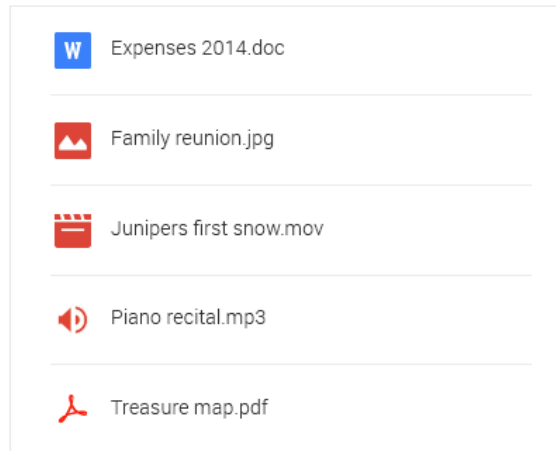 W Expenses 2014.doc
Family reunion.jpg
Junipers first snow.mov
Piano recital.mp3
Treasure map.pdf